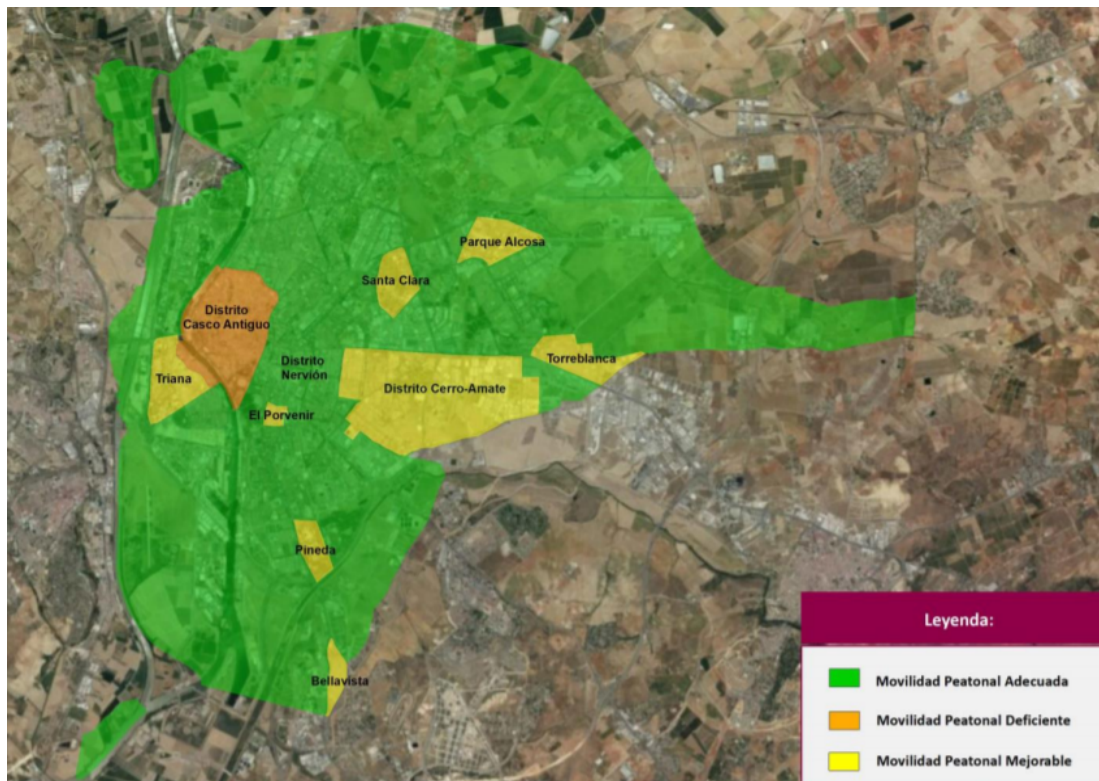 Parque Alcosa
Santa Clara
Distrito
Casco Antiguo
Distrito
Nervión
Torreblanca
Triana
Distrito Cerro-Amate
El Porvenir
Pineda
Bellavista
Leyenda:
Movilidad Peatonal Adecuada
Movilidad Peatonal Deficiente
Movilidad Peatonal Mejorable